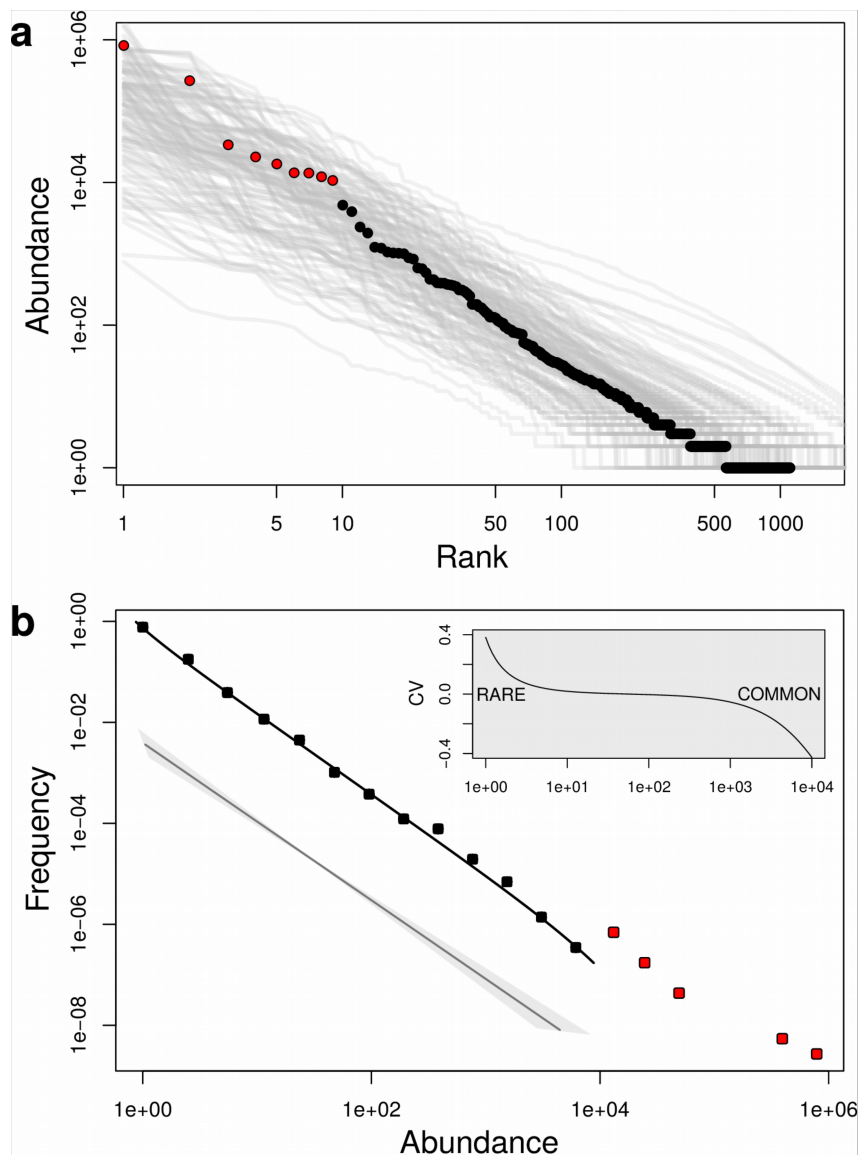 a
1e+06
1e+04
1e+02
1e+00
Abundance
1 5 10 50 100 500 1000
Rank
b
1e+00
1e−02
1e−04
1e−06
1e−08
Frequency
0.4
0.0
−0.4
CV
RARE COMMON
1e+00 1e+01 1e+02 1e+03 1e+04
1e+00 1e+02 1e+04 1e+06
Abundance